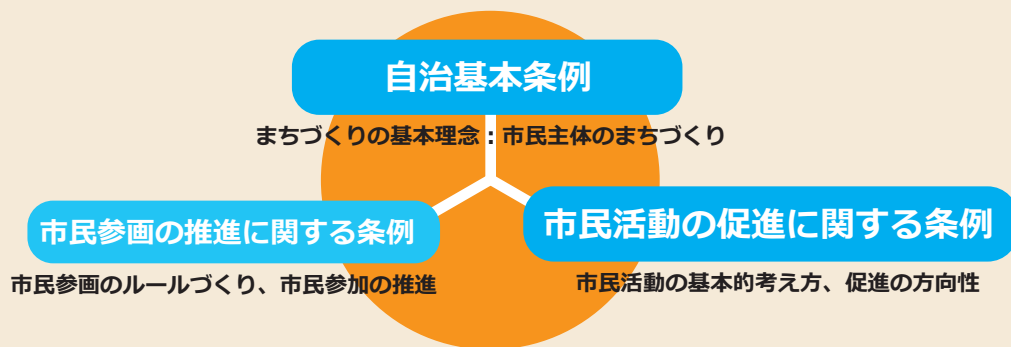 自治基本条例
まちづくりの基本理念：市民主体のまちづくり
市民参画の推進に関する条例
市民参画のルールづくり、市民参加の推進
市民活動の促進に関する条例
市民活動の基本的考え方、促進の方向性